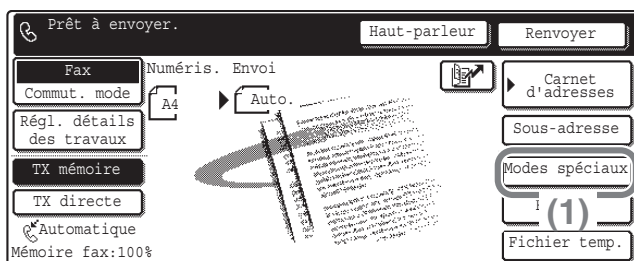 Prêt à envoyer.
Haut-parleur
Renvoyer
Fax
Commut. mode
Numéris.
Envoi
A4
Auto.
Carnet
d'adresses
Régl. détails
des travaux
Sous-adresse
TX mémoire
Modes spéciaux
TX directe
(1)
Automatique
Mémoire fax:100%
Fichier temp.